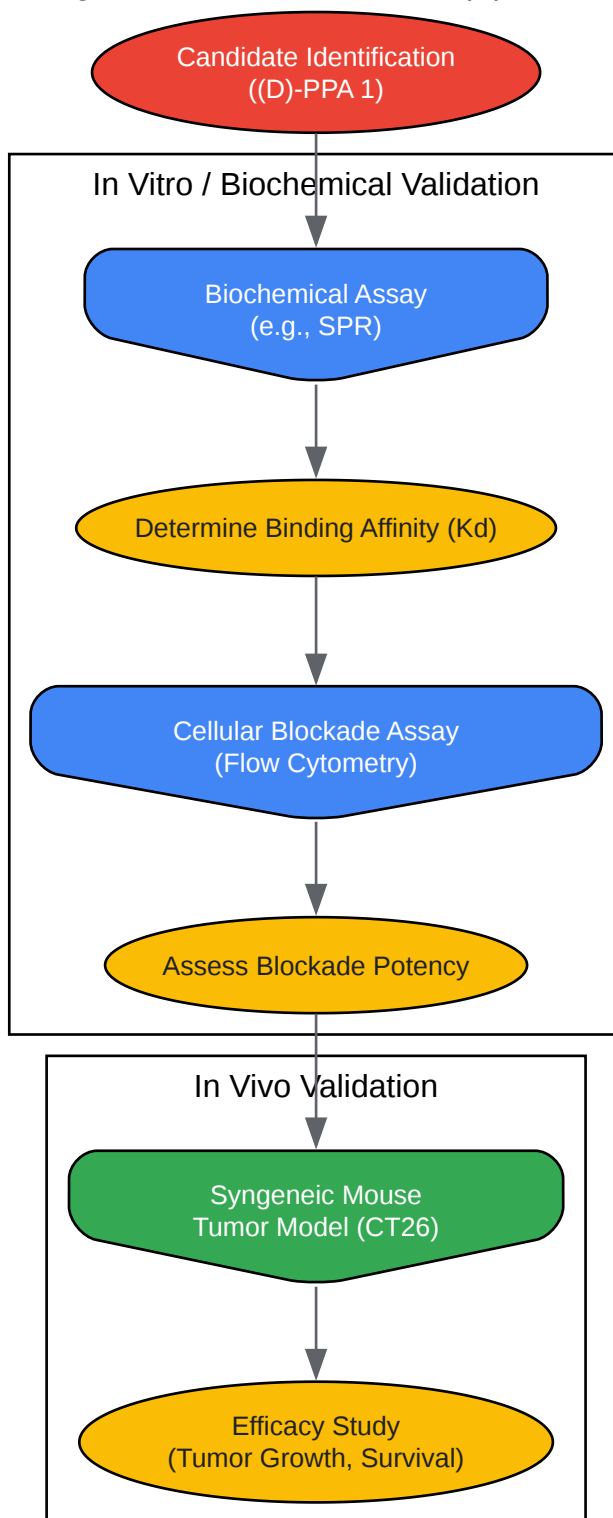 Candidate Identification
((D)-PPA 1)
In Vitro / Biochemical Validation
Biochemical Assay
(e.g., SPR)
Determine Binding Affinity (Kd)
Cellular Blockade Assay
(Flow Cytometry)
Assess Blockade Potency
In Vivo Validation
Syngeneic Mouse
Tumor Model (CT26)
Efficacy Study
(Tumor Growth, Survival)